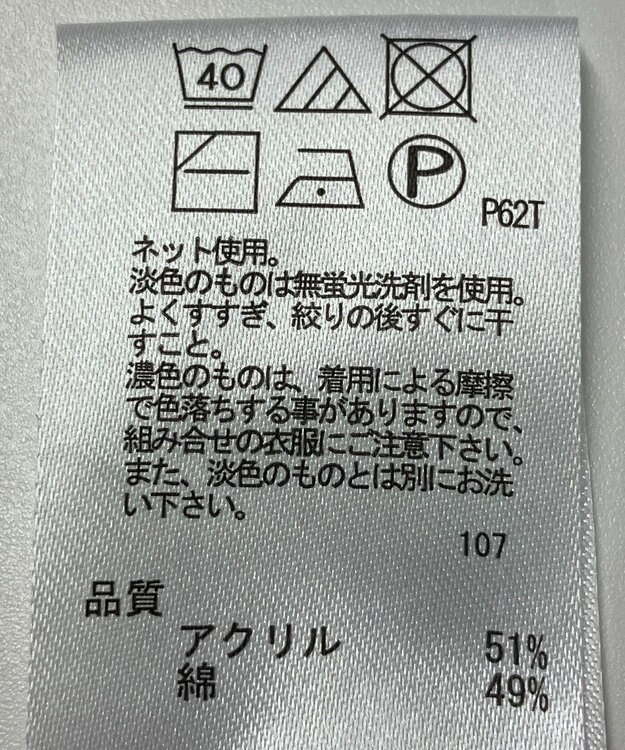 40
P
P62T
ネット使用。
淡色のものは無蛍光洗剤を使用。
よくすすぎ、絞りの後すぐに干
すこと。
濃色のものは、着用による摩擦
で色落ちする事がありますので、
組み合せの衣服にご注意下さい。
また、淡色のものとは別にお洗
い下さい。
107
品質
アクリル 51%
綿 49%